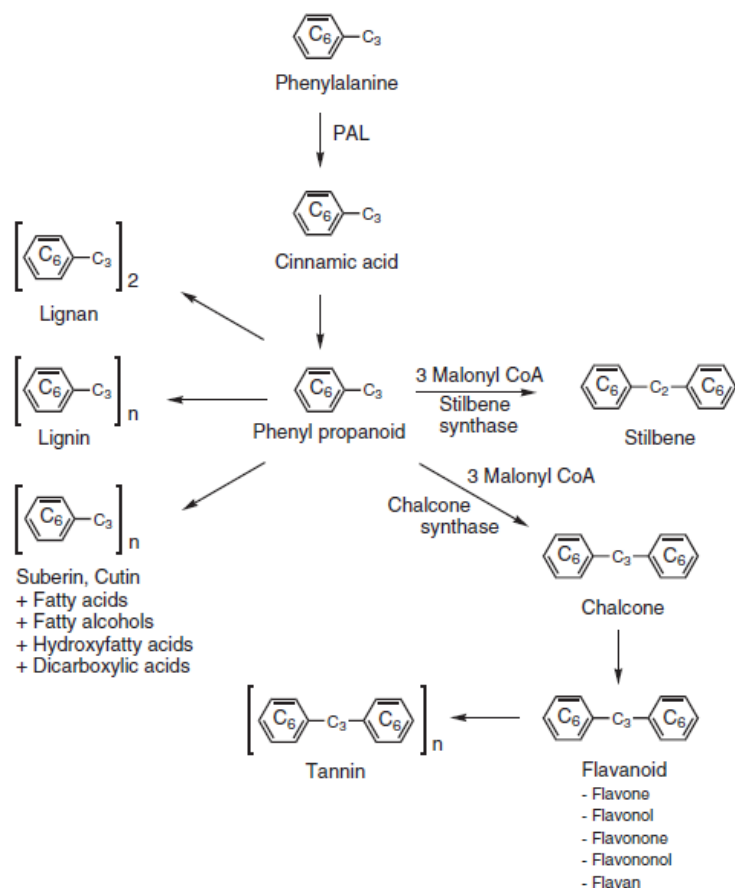 C6 C3
Phenylalanine
PAL
C6 C3
Cinnamic acid
[ C6 C3 ] 2
Lignan
[ C6 C3 ] n
Lignin
C6 C3
Phenyl propanoid
3 Malonyl CoA
Stilbene
synthase
C6 C2 C6
Stilbene
3 Malonyl CoA
Chalcone
synthase
[ C6 C3 ] n
Suberin, Cutin
+ Fatty acids
+ Fatty alcohols
+ Hydroxyfatty acids
+ Dicarboxylic acids
C6 C3 C6
Chalcone
[ C6 C3 C6 ] n
Tannin
C6 C3 C6
Flavanoid
- Flavone
- Flavonol
- Flavonone
- Flavononol
- Flavan